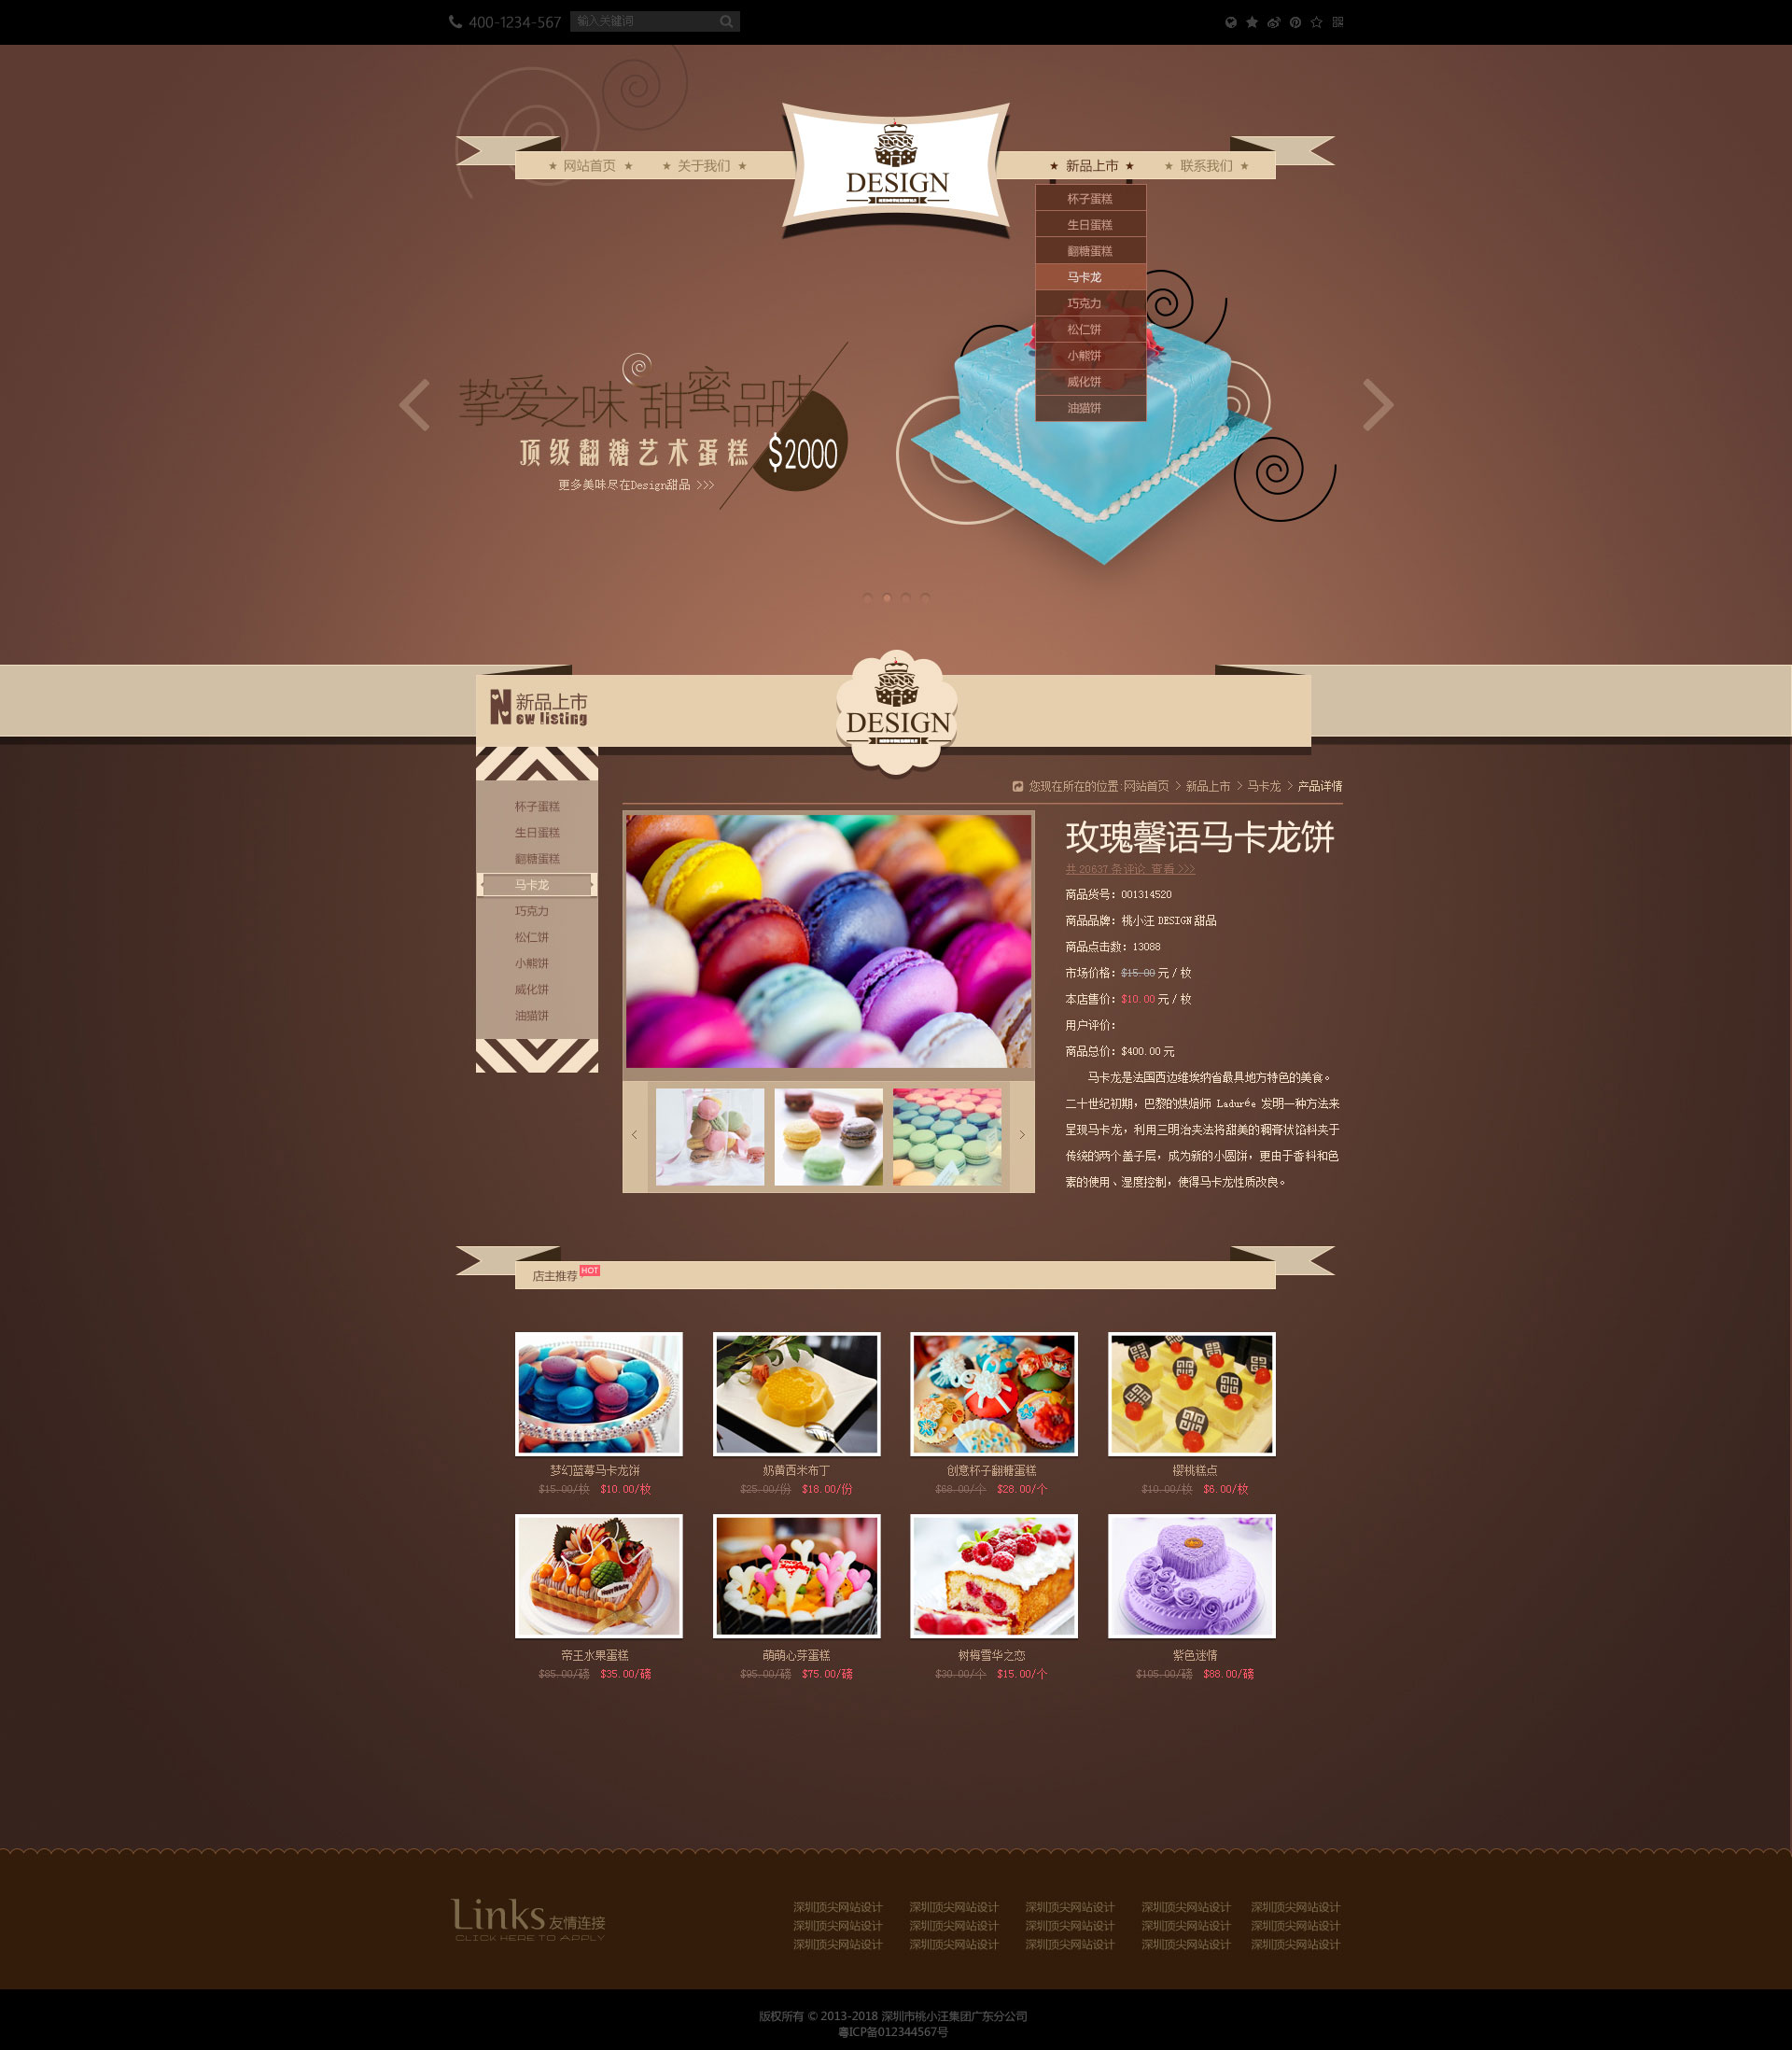 400-1234-567 输入关键词
网站首页 关于我们 新品上市 联系我们
DESIGN
杯子蛋糕
生日蛋糕
翻糖蛋糕
马卡龙
巧克力
松仁饼
小熊饼
威化饼
油猫饼
挚爱之味 甜蜜品味
顶级翻糖艺术蛋糕 $2000
更多美味尽在Design甜品 >>>
新品上市
New listing
DESIGN
您现在所在的位置:网站首页 > 新品上市 > 马卡龙 > 产品详情
杯子蛋糕
生日蛋糕
翻糖蛋糕
马卡龙
巧克力
松仁饼
小熊饼
威化饼
油猫饼
玫瑰馨语马卡龙饼
共 20637 条评论 查看 >>>
商品货号: 001314520
商品品牌: 桃小汪 DESIGN 甜品
商品点击数: 13088
市场价格: $15.00 元 / 枚
本店售价: $10.00 元 / 枚
用户评价:
商品总价: $400.00 元
马卡龙是法国西边维埃纳省最具地方特色的美食。
二十世纪初期，巴黎的烘焙师 Ladurée 发明一种方法来
呈现马卡龙，利用三明治夹法将甜美的稠膏状馅料夹于
传统的两个盖子层，成为新的小圆饼，更由于香料和色
素的使用、湿度控制，使得马卡龙性质改良。
店主推荐 HOT
梦幻蓝莓马卡龙饼 奶黄西米布丁 创意杯子翻糖蛋糕 樱桃糕点
$15.00/枚 $10.00/枚 $25.00/份 $18.00/份 $68.00/个 $28.00/个 $10.00/枚 $6.00/枚
帝王水果蛋糕 萌萌心芽蛋糕 树梅雪华之恋 紫色迷情
$85.00/磅 $35.00/磅 $95.00/磅 $75.00/磅 $30.00/个 $15.00/个 $105.00/磅 $88.00/磅
Links 友情连接
CLICK HERE TO APPLY
深圳顶尖网站设计 深圳顶尖网站设计 深圳顶尖网站设计 深圳顶尖网站设计 深圳顶尖网站设计
深圳顶尖网站设计 深圳顶尖网站设计 深圳顶尖网站设计 深圳顶尖网站设计 深圳顶尖网站设计
深圳顶尖网站设计 深圳顶尖网站设计 深圳顶尖网站设计 深圳顶尖网站设计 深圳顶尖网站设计
版权所有 © 2013-2018 深圳市桃小汪集团广东分公司
粤ICP备012344567号